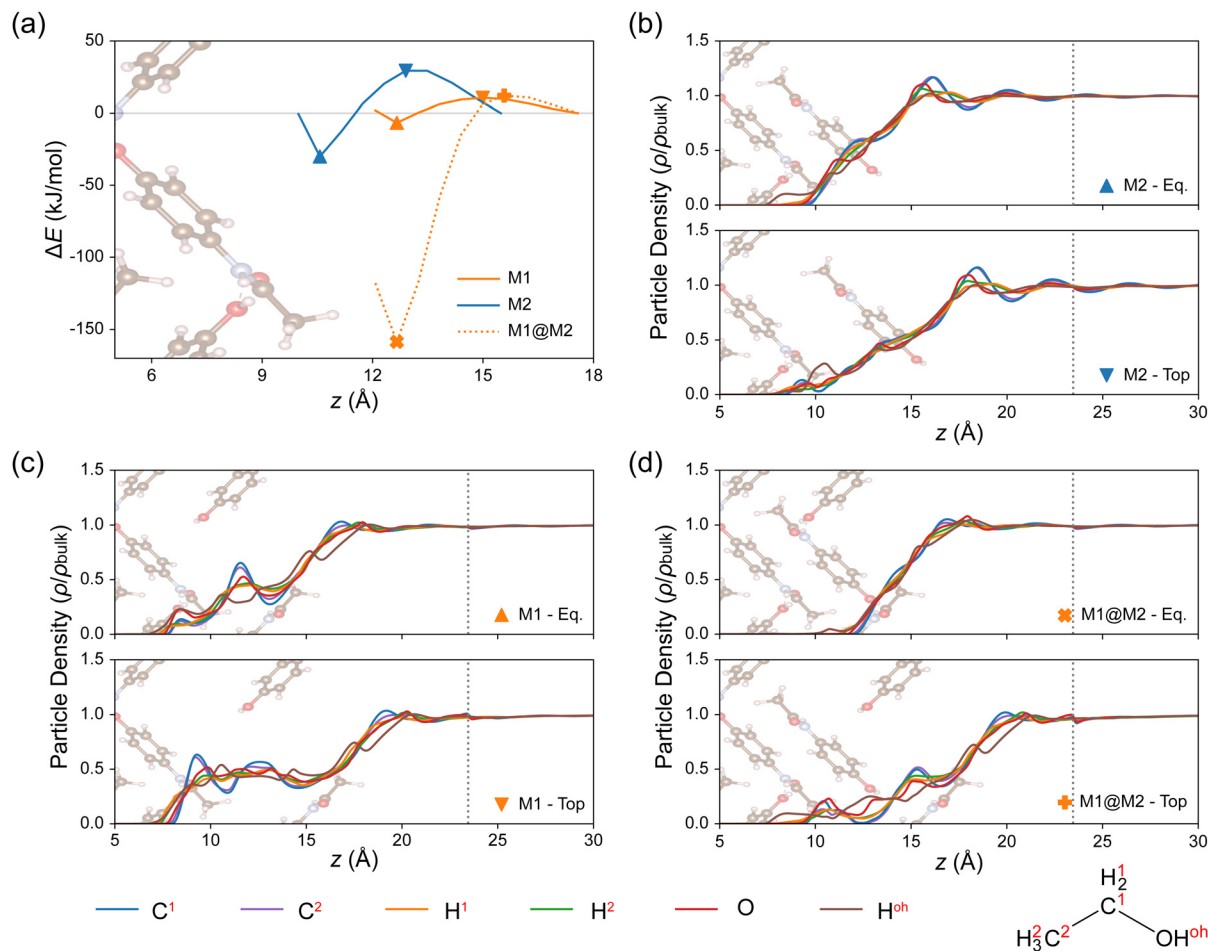 (a)
50
0
-50
-100
-150
ΔE (kJ/mol)
M1
M2
M1@M2
6
9
12
15
18
z (Å)
(b)
1.5
1.0
0.5
0.0
M2 - Eq.
1.5
1.0
0.5
0.0
M2 - Top
Particle Density (ρ/ρbulk)
5
10
15
20
25
30
z (Å)
(c)
1.5
1.0
0.5
0.0
M1 - Eq.
1.5
1.0
0.5
0.0
M1 - Top
Particle Density (ρ/ρbulk)
5
10
15
20
25
30
z (Å)
(d)
1.5
1.0
0.5
0.0
M1@M2 - Eq.
1.5
1.0
0.5
0.0
M1@M2 - Top
Particle Density (ρ/ρbulk)
5
10
15
20
25
30
z (Å)
C¹
C²
H¹
H²
O
Hᵒʰ
H₂¹
C¹
H₃²C²
OHᵒʰ